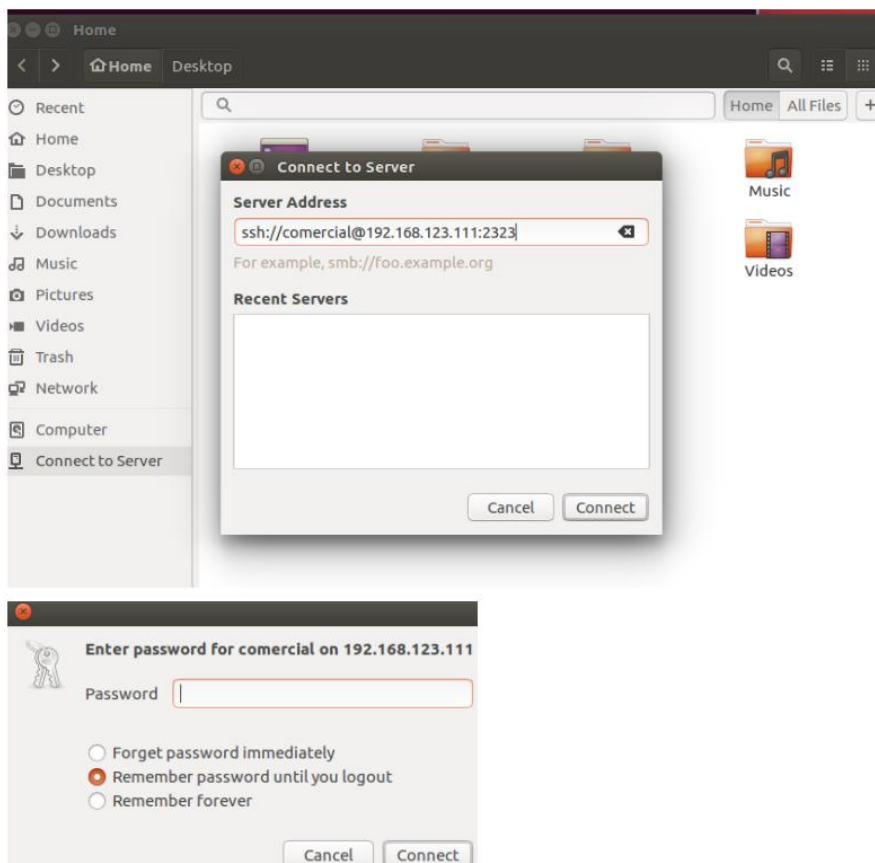 Home
Home Desktop
Recent
Home
Desktop
Documents
Downloads
Music
Pictures
Videos
Trash
Network
Computer
Connect to Server
Home All Files +
Music
Videos
Connect to Server
Server Address
ssh://comercial@192.168.123.111:2323
For example, smb://foo.example.org
Recent Servers
Cancel Connect
Enter password for comercial on 192.168.123.111
Password
Forget password immediately
Remember password until you logout
Remember forever
Cancel Connect